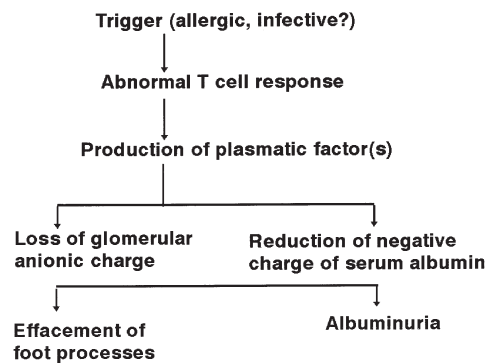 Trigger (allergic, infective?)
Abnormal T cell response
Production of plasmatic factor(s)
Loss of glomerular
anionic charge
Reduction of negative
charge of serum albumin
Effacement of
foot processes
Albuminuria